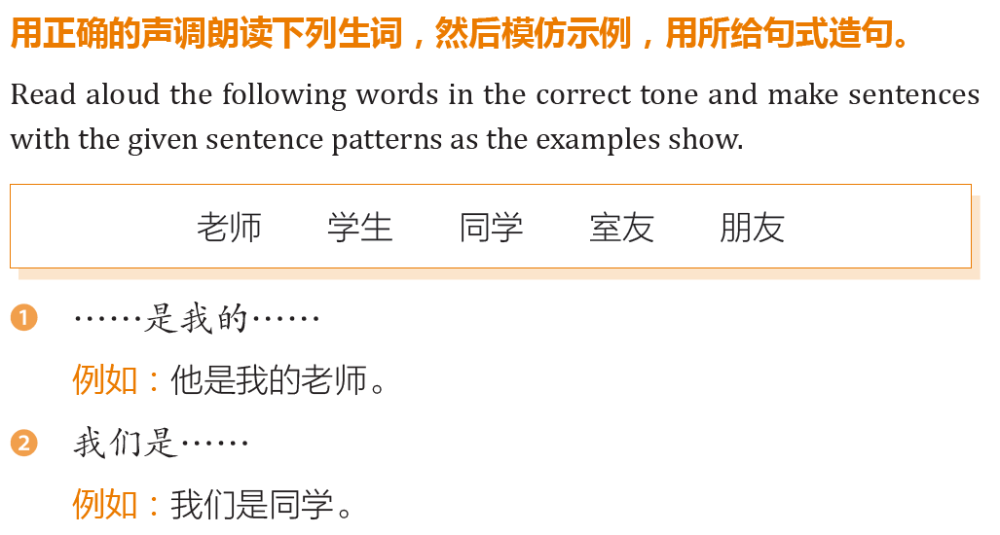 用正确的声调朗读下列生词，然后模仿示例，用所给句式造句。
Read aloud the following words in the correct tone and make sentences
with the given sentence patterns as the examples show.
老师 学生 同学 室友 朋友
1 ……是我的……
例如：他是我的老师。
2 我们是……
例如：我们是同学。